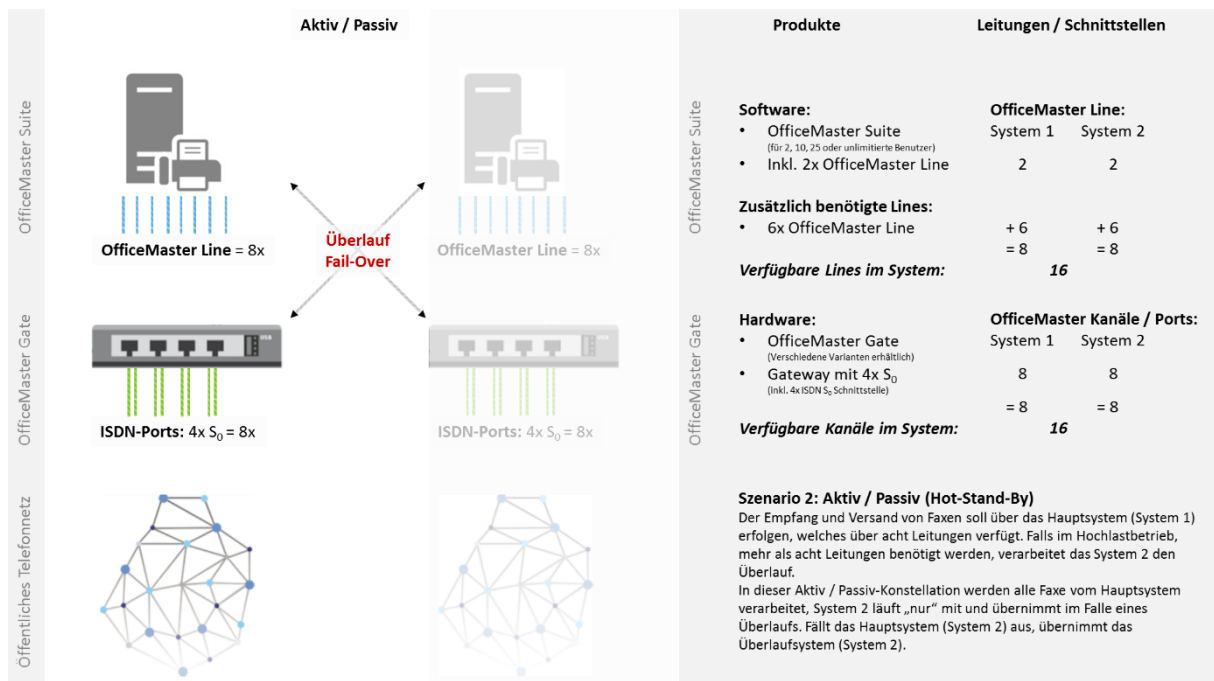 Aktiv / Passiv
OfficeMaster Suite
OfficeMaster Line = 8x
OfficeMaster Line = 8x
Überlauf
Fail-Over
OfficeMaster Gate
USB
ISDN-Ports: 4x S0 = 8x
ISDN-Ports: 4x S0 = 8x
Öffentliches Telefonnetz
Produkte
Leitungen / Schnittstellen
OfficeMaster Suite
Software:
OfficeMaster Line:
• OfficeMaster Suite
System 1 System 2
(für 2, 10, 25 oder unlimitierte Benutzer)
• Inkl. 2x OfficeMaster Line
2 2
Zusätzlich benötigte Lines:
• 6x OfficeMaster Line
+ 6 + 6
= 8 = 8
Verfügbare Lines im System: 16
OfficeMaster Gate
Hardware:
OfficeMaster Kanäle / Ports:
• OfficeMaster Gate
System 1 System 2
(Verschiedene Varianten erhältlich)
• Gateway mit 4x S0
8 8
(inkl. 4x ISDN S0 Schnittstelle)
= 8 = 8
Verfügbare Kanäle im System: 16
Szenario 2: Aktiv / Passiv (Hot-Stand-By)
Der Empfang und Versand von Faxen soll über das Hauptsystem (System 1)
erfolgen, welches über acht Leitungen verfügt. Falls im Hochlastbetrieb,
mehr als acht Leitungen benötigt werden, verarbeitet das System 2 den
Überlauf.
In dieser Aktiv / Passiv-Konstellation werden alle Faxe vom Hauptsystem
verarbeitet, System 2 läuft „nur“ mit und übernimmt im Falle eines
Überlaufs. Fällt das Hauptsystem (System 2) aus, übernimmt das
Überlaufsystem (System 2).